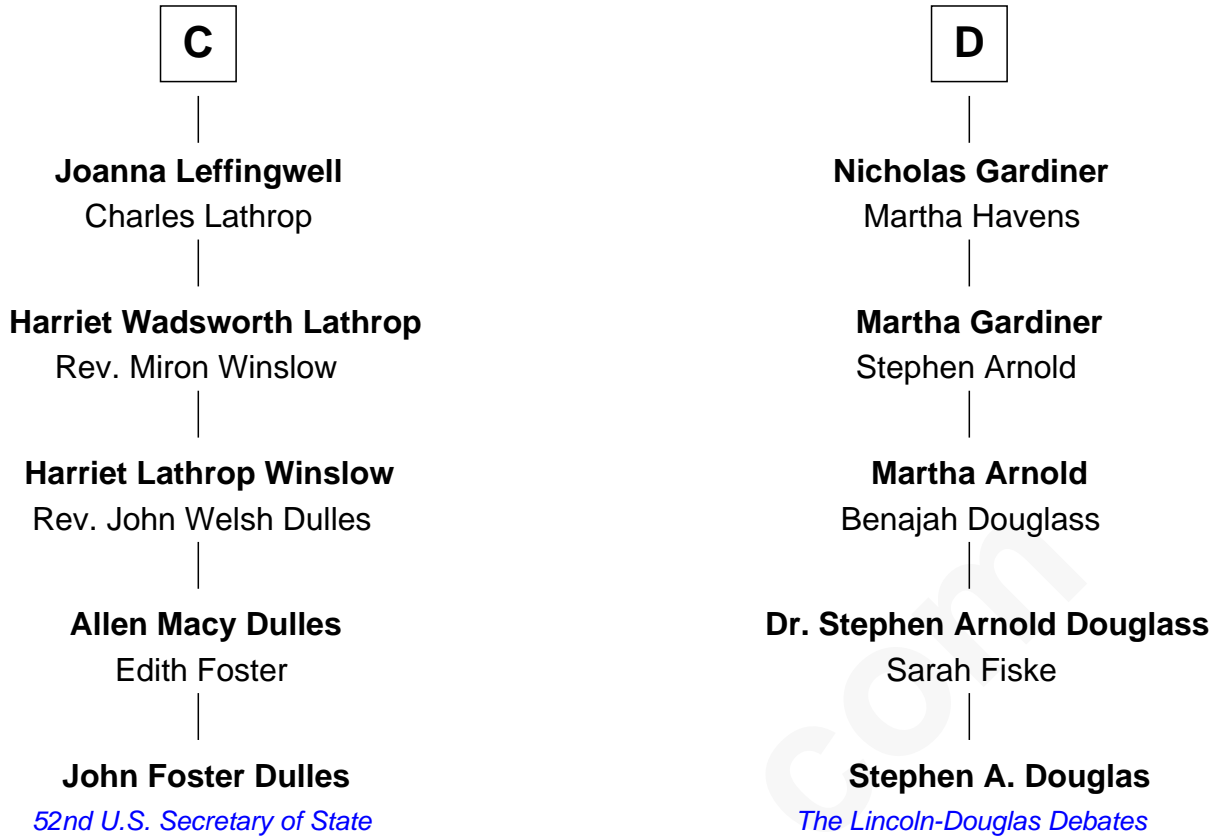 C
Joanna Leffingwell
Charles Lathrop
Harriet Wadsworth Lathrop
Rev. Miron Winslow
Harriet Lathrop Winslow
Rev. John Welsh Dulles
Allen Macy Dulles
Edith Foster
John Foster Dulles
52nd U.S. Secretary of State
D
Nicholas Gardiner
Martha Havens
Martha Gardiner
Stephen Arnold
Martha Arnold
Benajah Douglass
Dr. Stephen Arnold Douglass
Sarah Fiske
Stephen A. Douglas
The Lincoln-Douglas Debates
com